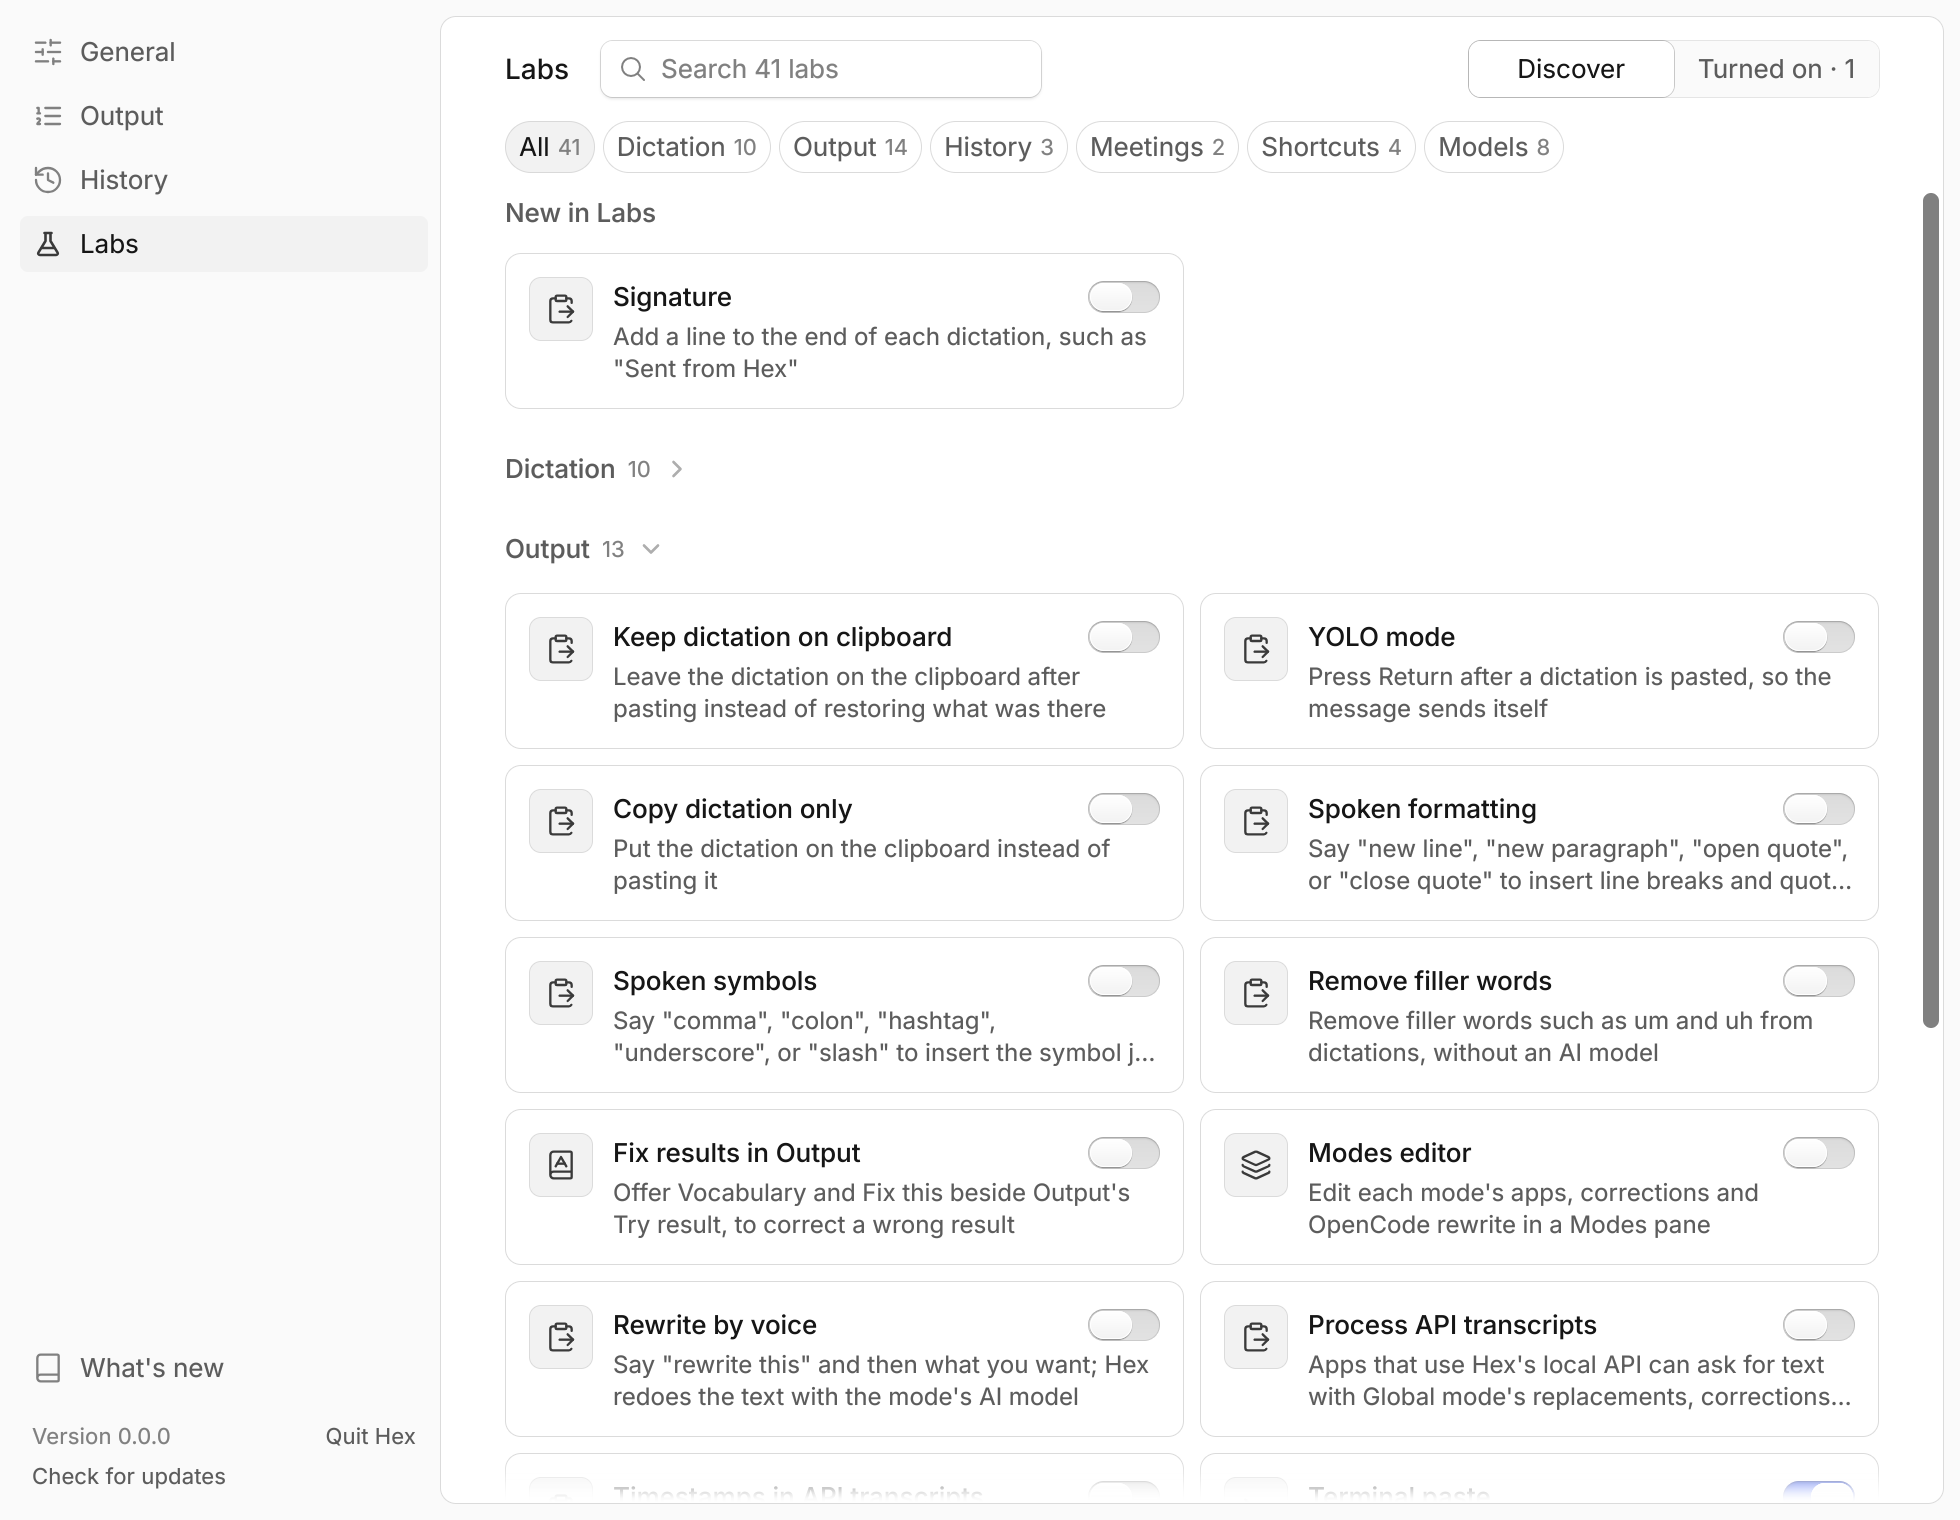 General
Output
History
Labs
What's new
Version 0.0.0
Quit Hex
Check for updates
Labs
Search 41 labs
Discover
Turned on · 1
All 41
Dictation 10
Output 14
History 3
Meetings 2
Shortcuts 4
Models 8
New in Labs
Signature
Add a line to the end of each dictation, such as
"Sent from Hex"
Dictation 10
Output 13
Keep dictation on clipboard
Leave the dictation on the clipboard after
pasting instead of restoring what was there
YOLO mode
Press Return after a dictation is pasted, so the
message sends itself
Copy dictation only
Put the dictation on the clipboard instead of
pasting it
Spoken formatting
Say "new line", "new paragraph", "open quote",
or "close quote" to insert line breaks and quot...
Spoken symbols
Say "comma", "colon", "hashtag",
"underscore", or "slash" to insert the symbol j...
Remove filler words
Remove filler words such as um and uh from
dictations, without an AI model
Fix results in Output
Offer Vocabulary and Fix this beside Output's
Try result, to correct a wrong result
Modes editor
Edit each mode's apps, corrections and
OpenCode rewrite in a Modes pane
Rewrite by voice
Say "rewrite this" and then what you want; Hex
redoes the text with the mode's AI model
Process API transcripts
Apps that use Hex's local API can ask for text
with Global mode's replacements, corrections...
Timestamps in API transcripts
Terminal paste